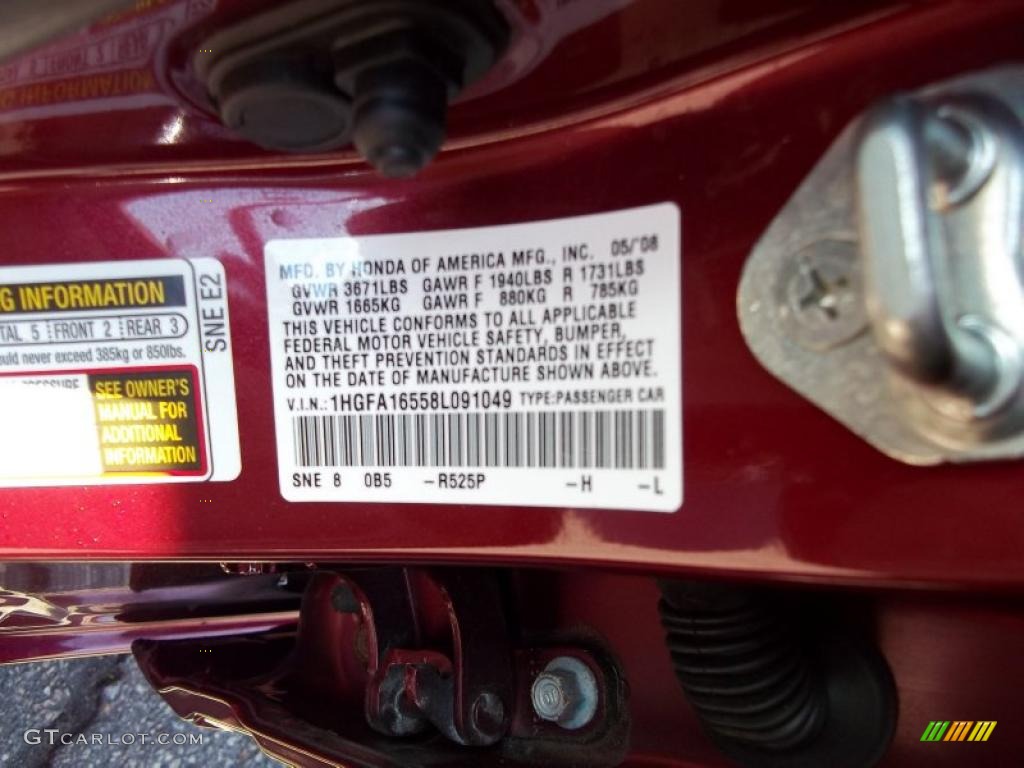 NG INFORMATION
TAL 5 FRONT 2 REAR 3
ould never exceed 385kg or 850lbs.
PRESSURE
SEE OWNER'S
MANUAL FOR
ADDITIONAL
INFORMATION
SNE E2
MFD. BY HONDA OF AMERICA MFG., INC. 05/'08
GVWR 3671LBS GAWR F 1940LBS R 1731LBS
GVWR 1665KG GAWR F 880KG R 785KG
THIS VEHICLE CONFORMS TO ALL APPLICABLE
FEDERAL MOTOR VEHICLE SAFETY, BUMPER,
AND THEFT PREVENTION STANDARDS IN EFFECT
ON THE DATE OF MANUFACTURE SHOWN ABOVE.
V.I.N.: 1HGFA16558L091049 TYPE:PASSENGER CAR
SNE 8 0B5 -R525P -H -L
GTCARLOT.COM